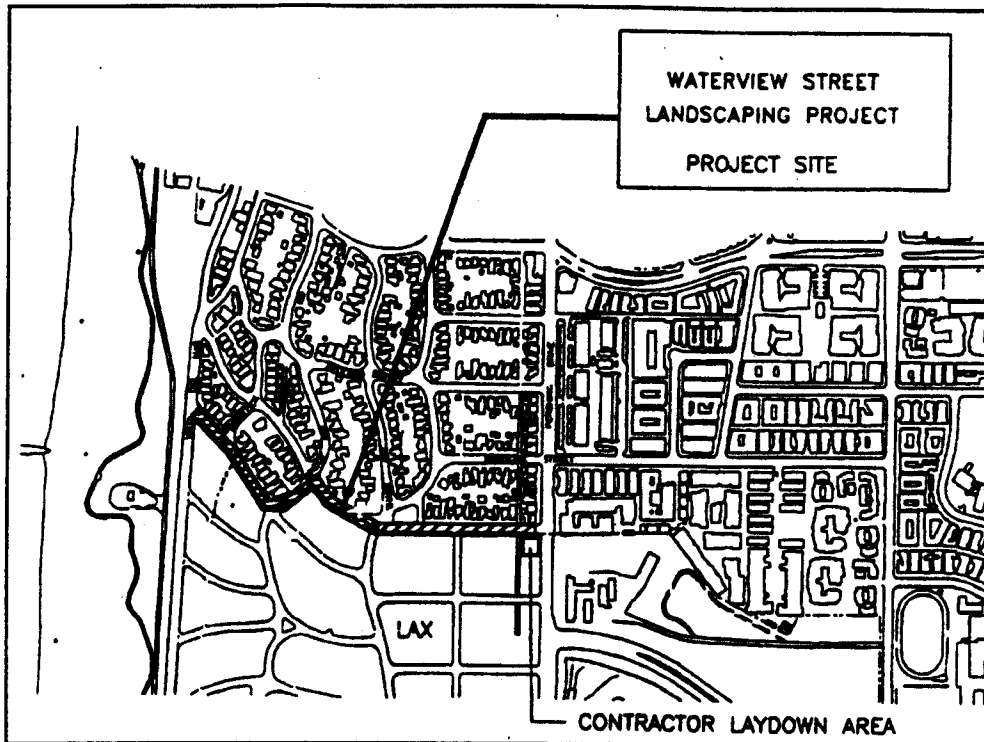 WATERVIEW STREET
LANDSCAPING PROJECT
PROJECT SITE
LAX
CONTRACTOR LAYDOWN AREA